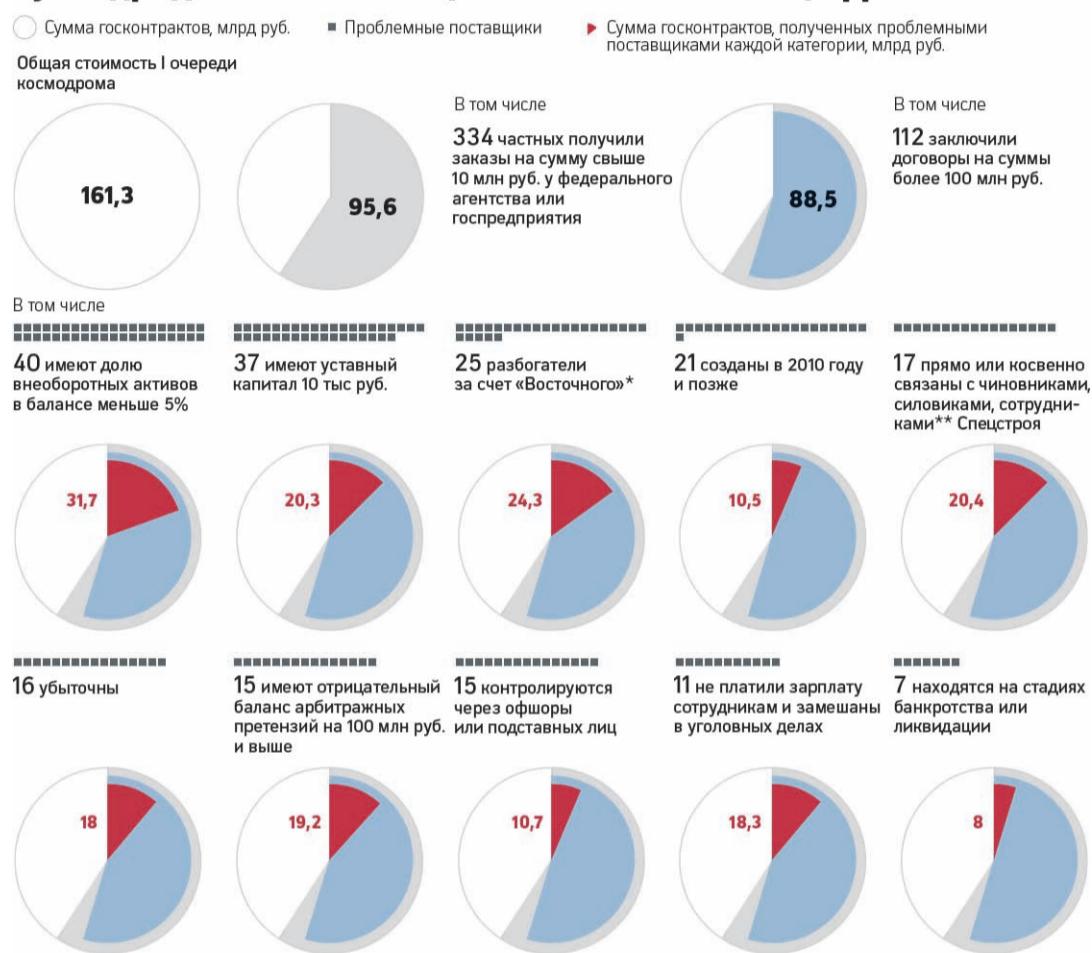 Сумма госконтрактов, млрд руб.
Проблемные поставщики
Сумма госконтрактов, полученных проблемными
поставщиками каждой категории, млрд руб.
Общая стоимость I очереди
космодрома
161,3
95,6
В том числе
334 частных получили
заказы на сумму свыше
10 млн руб. у федерального
агентства или
госпредприятия
88,5
В том числе
112 заключили
договоры на суммы
более 100 млн руб.
В том числе
40 имеют долю
внеоборотных активов
в балансе меньше 5%
37 имеют уставный
капитал 10 тыс руб.
25 разбогатели
за счет «Восточного»*
21 созданы в 2010 году
и позже
17 прямо или косвенно
связаны с чиновниками,
силовиками, сотрудни-
ками** Спецстроя
31,7
20,3
24,3
10,5
20,4
16 убыточны
15 имеют отрицательный
баланс арбитражных
претензий на 100 млн руб.
и выше
15 контролируются
через офшоры
или подставных лиц
11 не платили зарплату
сотрудникам и замешаны
в уголовных делах
7 находятся на стадиях
банкротства или
ликвидации
18
19,2
10,7
18,3
8